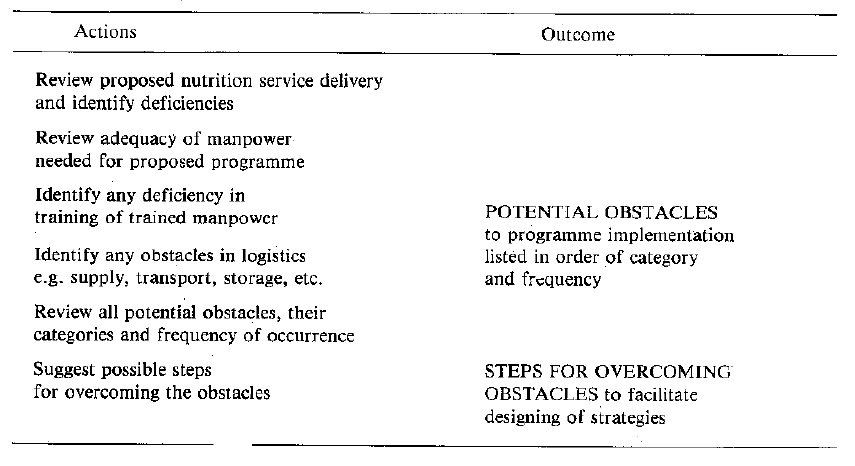 Actions
Outcome
Review proposed nutrition service delivery
and identify deficiencies
Review adequacy of manpower
needed for proposed programme
Identify any deficiency in
training of trained manpower
Identify any obstacles in logistics
e.g. supply, transport, storage, etc.
Review all potential obstacles, their
categories and frequency of occurrence
POTENTIAL OBSTACLES
to programme implementation
listed in order of category
and frequency
Suggest possible steps
for overcoming the obstacles
STEPS FOR OVERCOMING
OBSTACLES to facilitate
designing of strategies